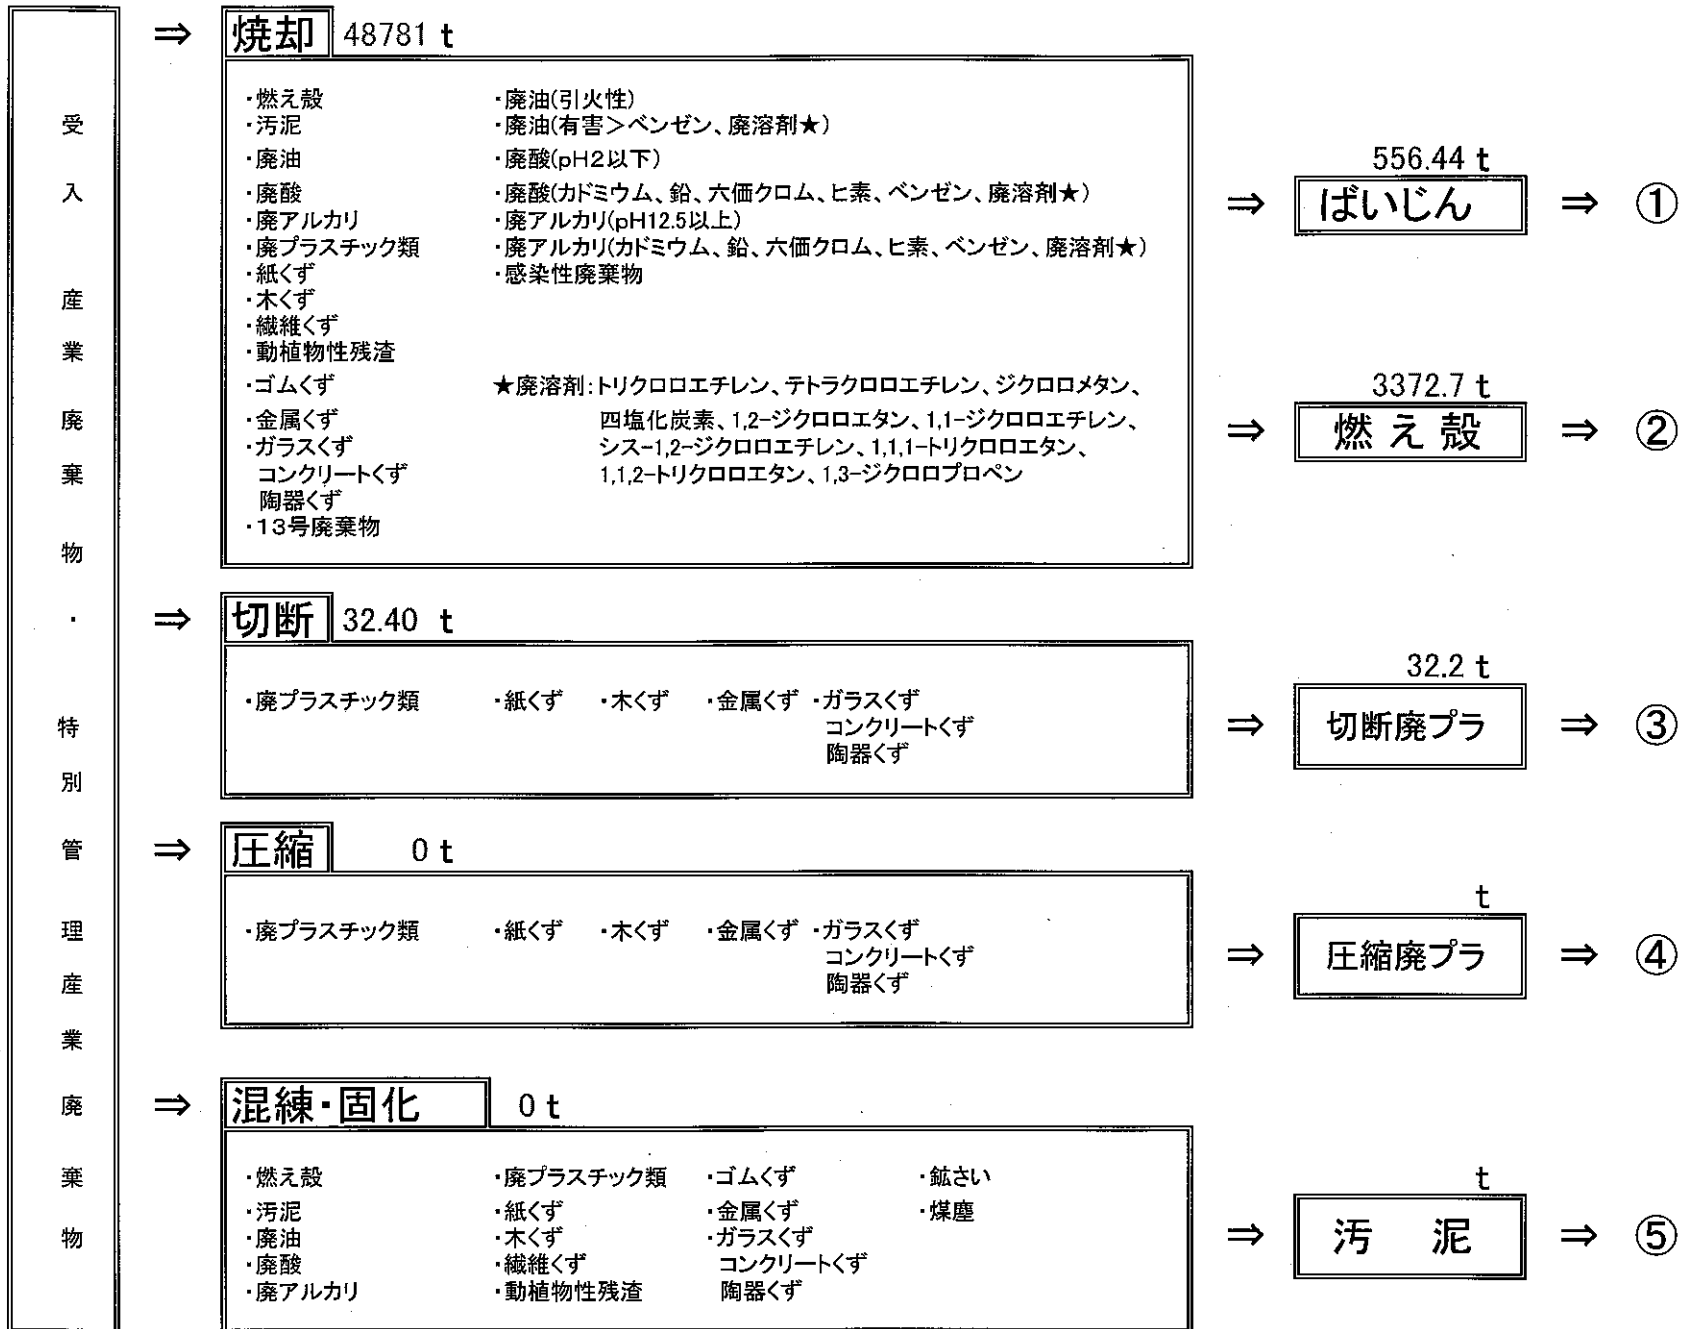 受入産業廃棄物・特別管理産業廃棄物
⇒ 焼却 48781 t
・燃え殻 ・廃油(引火性)
・汚泥 ・廃油(有害>ベンゼン、廃溶剤★)
・廃油 ・廃酸(pH2以下)
・廃酸 ・廃酸(カドミウム、鉛、六価クロム、ヒ素、ベンゼン、廃溶剤★)
・廃アルカリ ・廃アルカリ(pH12.5以上)
・廃プラスチック類 ・廃アルカリ(カドミウム、鉛、六価クロム、ヒ素、ベンゼン、廃溶剤★)
・紙くず ・感染性廃棄物
・木くず
・繊維くず
・動植物性残渣
・ゴムくず ★廃溶剤:トリクロロエチレン、テトラクロロエチレン、ジクロロメタン、
・金属くず 四塩化炭素、1,2-ジクロロエタン、1,1-ジクロロエチレン、
・ガラスくず シス-1,2-ジクロロエチレン、1,1,1-トリクロロエタン、
コンクリートくず 1,1,2-トリクロロエタン、1,3-ジクロロプロペン
陶器くず
・13号廃棄物
556.44 t
⇒ ばいじん ⇒ ①
3372.7 t
⇒ 燃え殻 ⇒ ②
⇒ 切断 32.40 t
・廃プラスチック類 ・紙くず ・木くず ・金属くず ・ガラスくず
コンクリートくず
陶器くず
32.2 t
⇒ 切断廃プラ ⇒ ③
⇒ 圧縮 0 t
・廃プラスチック類 ・紙くず ・木くず ・金属くず ・ガラスくず
コンクリートくず
陶器くず
t
⇒ 圧縮廃プラ ⇒ ④
⇒ 混練・固化 0 t
・燃え殻 ・廃プラスチック類 ・ゴムくず ・鉱さい
・汚泥 ・紙くず ・金属くず ・煤塵
・廃油 ・木くず ・ガラスくず
・廃酸 ・繊維くず コンクリートくず
・廃アルカリ ・動植物性残渣 陶器くず
t
⇒ 汚泥 ⇒ ⑤